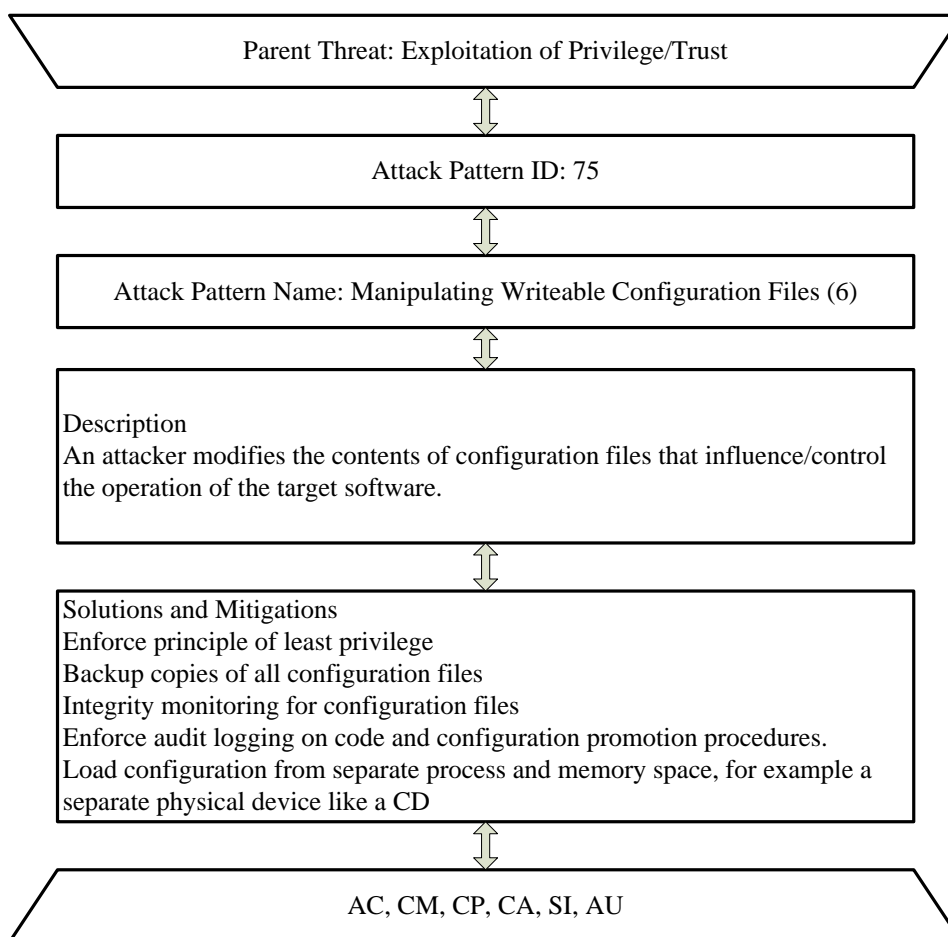 Parent Threat: Exploitation of Privilege/Trust
Attack Pattern ID: 75
Attack Pattern Name: Manipulating Writeable Configuration Files (6)
Description
An attacker modifies the contents of configuration files that influence/control
the operation of the target software.
Solutions and Mitigations
Enforce principle of least privilege
Backup copies of all configuration files
Integrity monitoring for configuration files
Enforce audit logging on code and configuration promotion procedures.
Load configuration from separate process and memory space, for example a
separate physical device like a CD
AC, CM, CP, CA, SI, AU